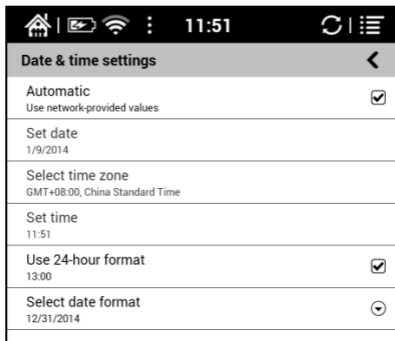 11:51
Date & time settings
Automatic
Use network-provided values
Set date
1/9/2014
Select time zone
GMT+08:00, China Standard Time
Set time
11:51
Use 24-hour format
13:00
Select date format
12/31/2014